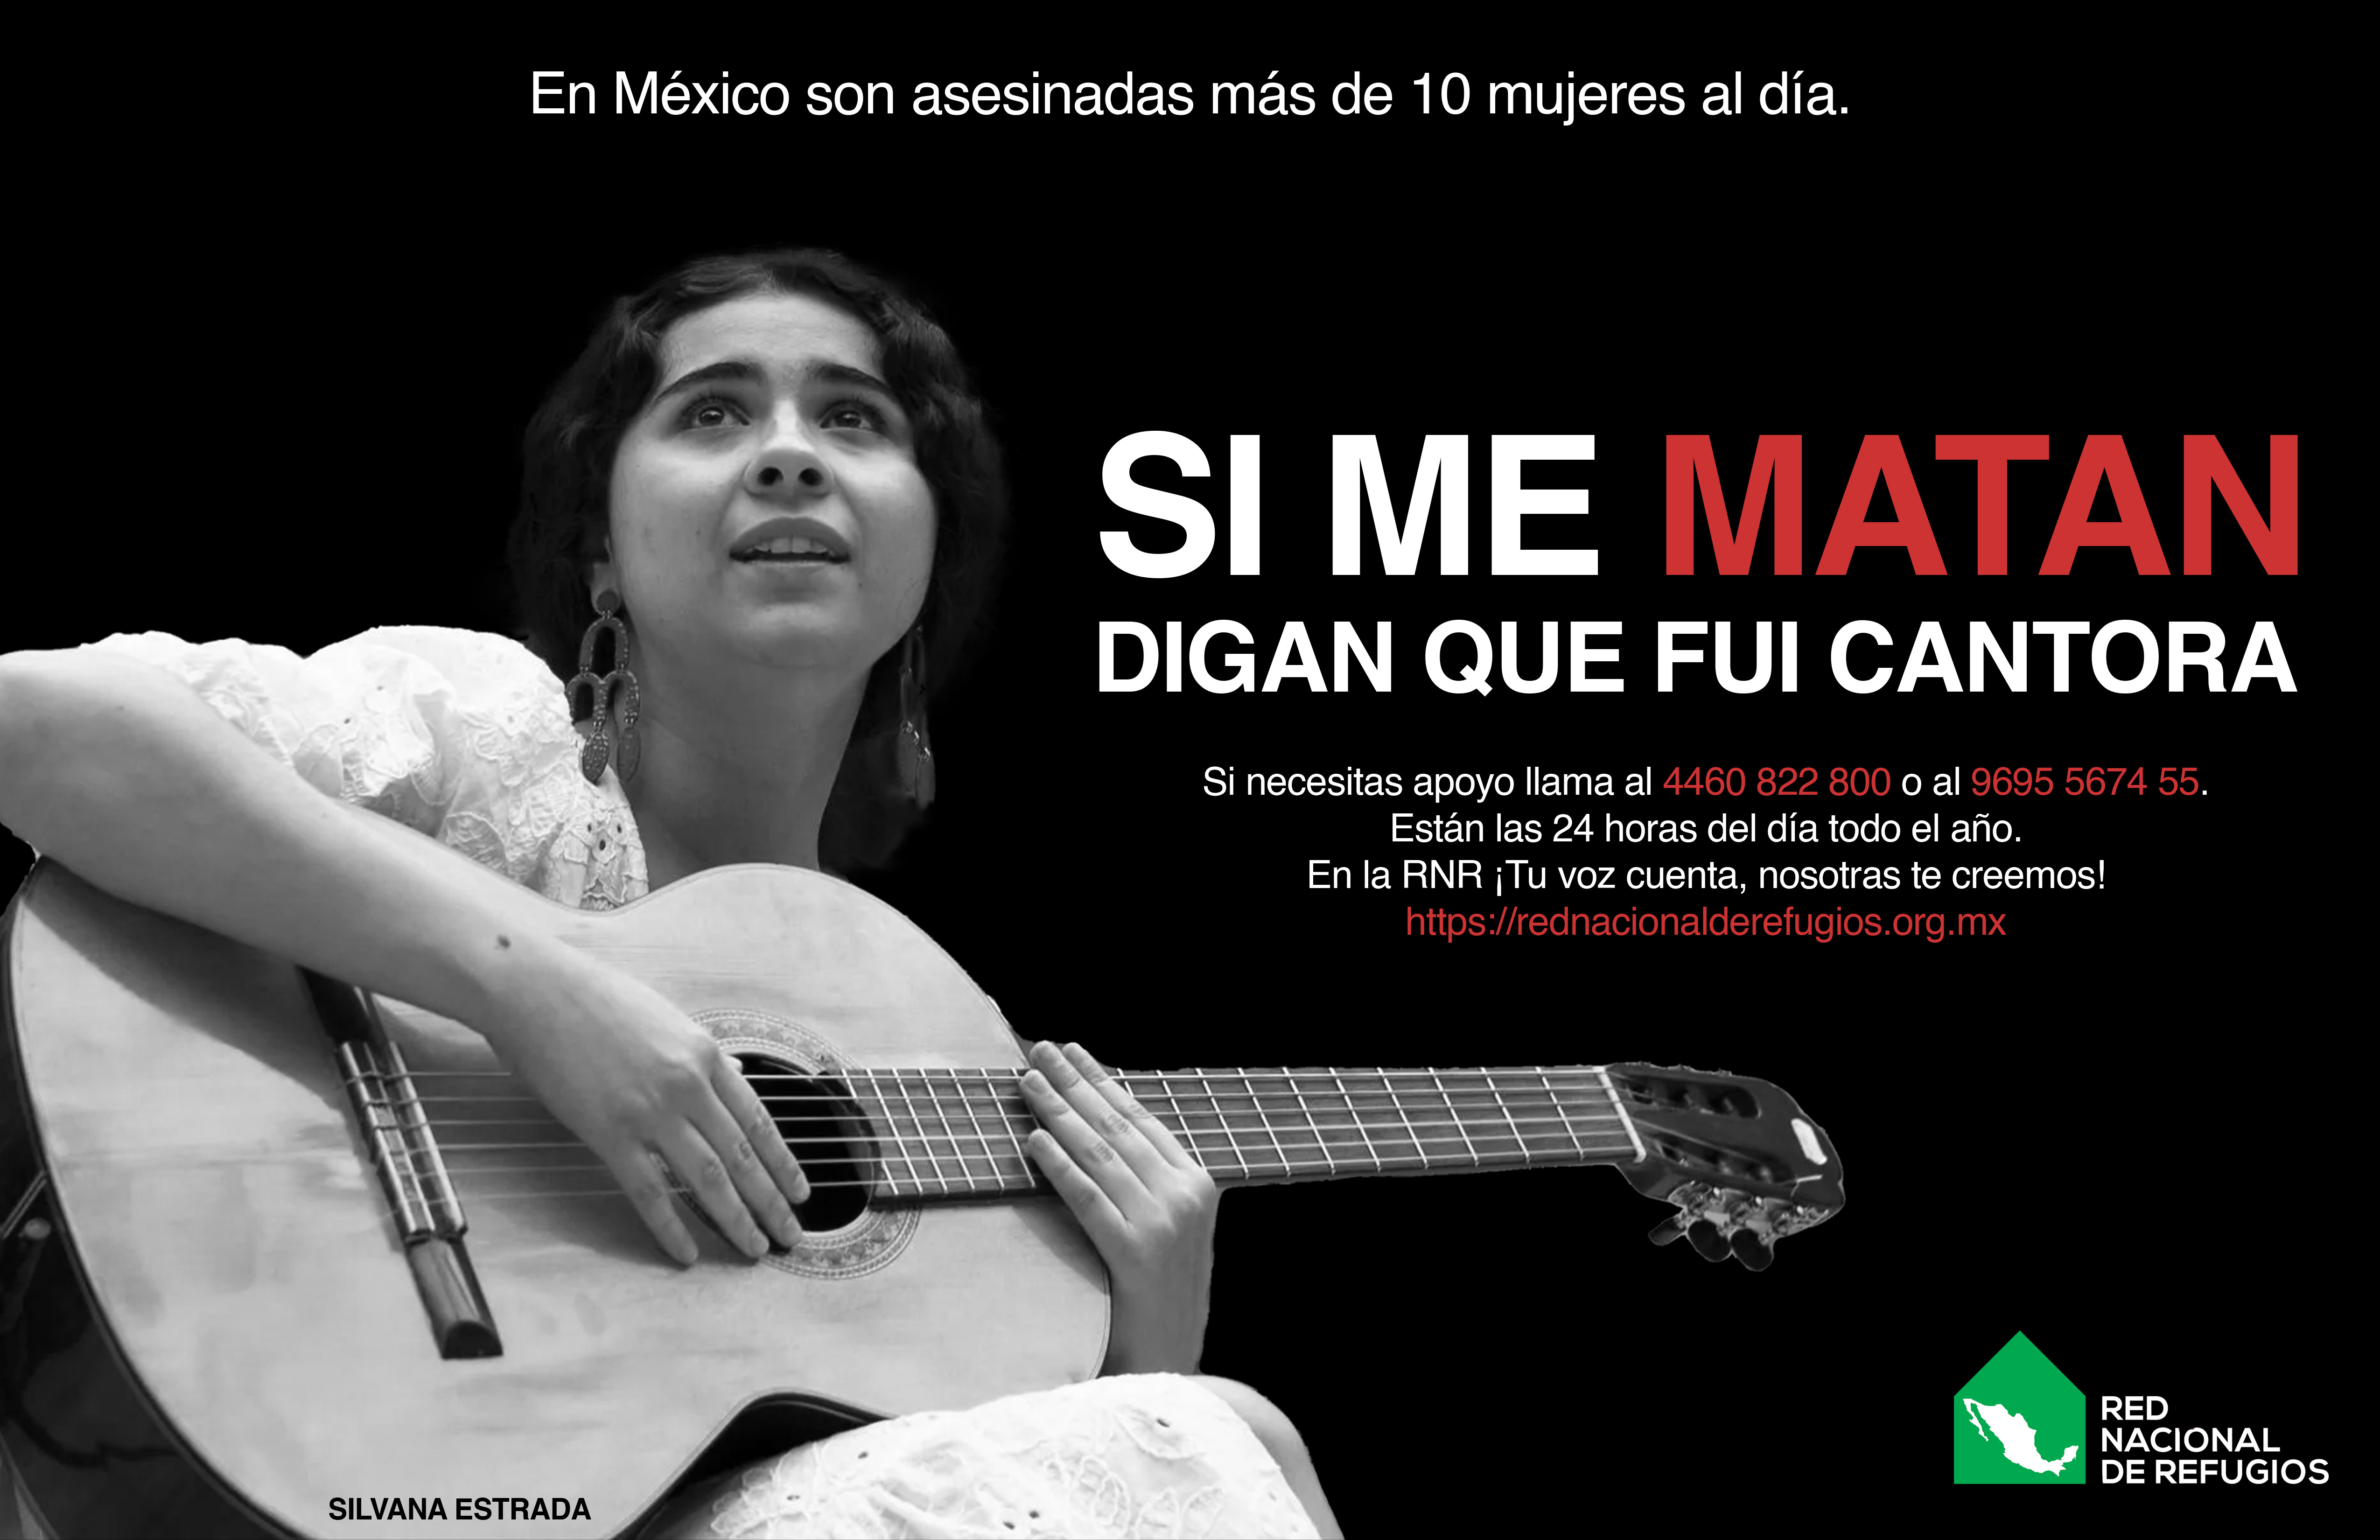 En México son asesinadas más de 10 mujeres al día.
SI ME MATAN
DIGAN QUE FUI CANTORA
Si necesitas apoyo llama al 4460 822 800 o al 9695 5674 55.
Están las 24 horas del día todo el año.
En la RNR ¡Tu voz cuenta, nosotras te creemos!
https://rednacionalderefugios.org.mx
SILVANA ESTRADA
RED
NACIONAL
DE REFUGIOS